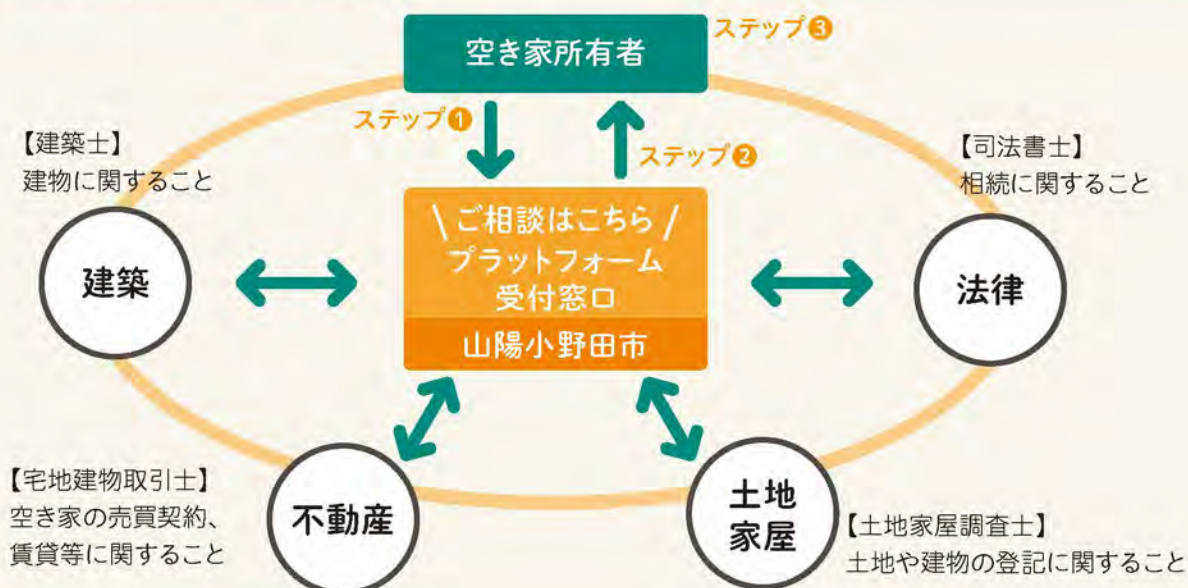 空き家所有者
ステップ❸
ステップ❶
ステップ❷
【建築士】
建物に関すること
建築
\ご相談はこちら/
プラットフォーム
受付窓口
山陽小野田市
【司法書士】
相続に関すること
法律
【宅地建物取引士】
空き家の売買契約、
賃貸等に関すること
不動産
土地
家屋
【土地家屋調査士】
土地や建物の登記に関すること